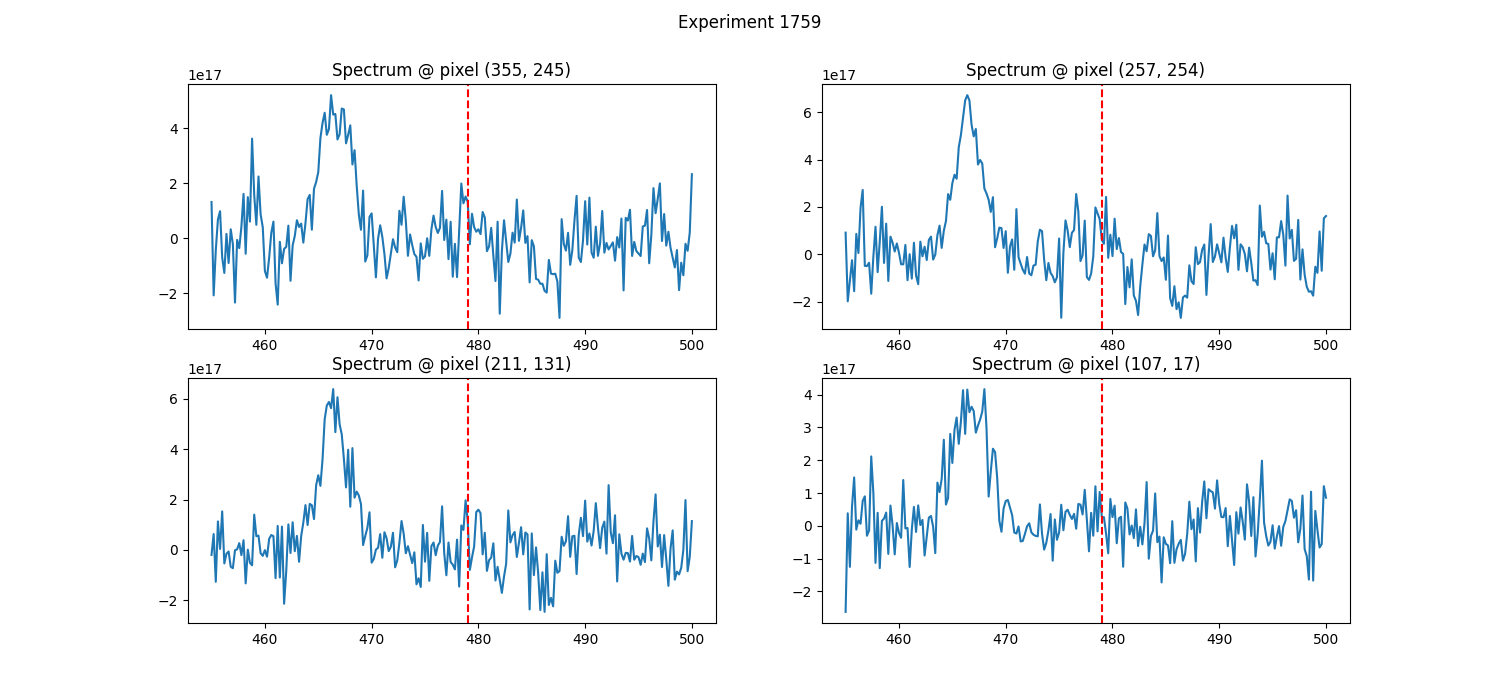 Experiment 1759
Spectrum @ pixel (355, 245)
1e17
4
2
0
−2
460 470 480 490 500
Spectrum @ pixel (257, 254)
1e17
6
4
2
0
−2
460 470 480 490 500
Spectrum @ pixel (211, 131)
1e17
6
4
2
0
−2
460 470 480 490 500
Spectrum @ pixel (107, 17)
1e17
4
3
2
1
0
−1
−2
460 470 480 490 500